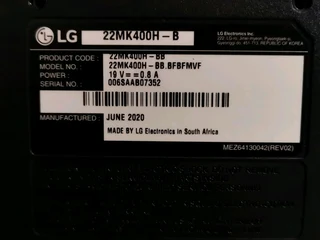 LG
22MK400H-B
LG Electronics Inc.
PRODUCT CODE : 22MK400H-BB
MODEL NO. : 22MK400H-BB.BFBFMVF
POWER : 19 V ⎓ 0.8 A
SERIAL NO. : 006SAAB07352
MANUFACTURED JUNE 2020
MADE BY LG Electronics in South Africa
MEZ64130042(REV02)